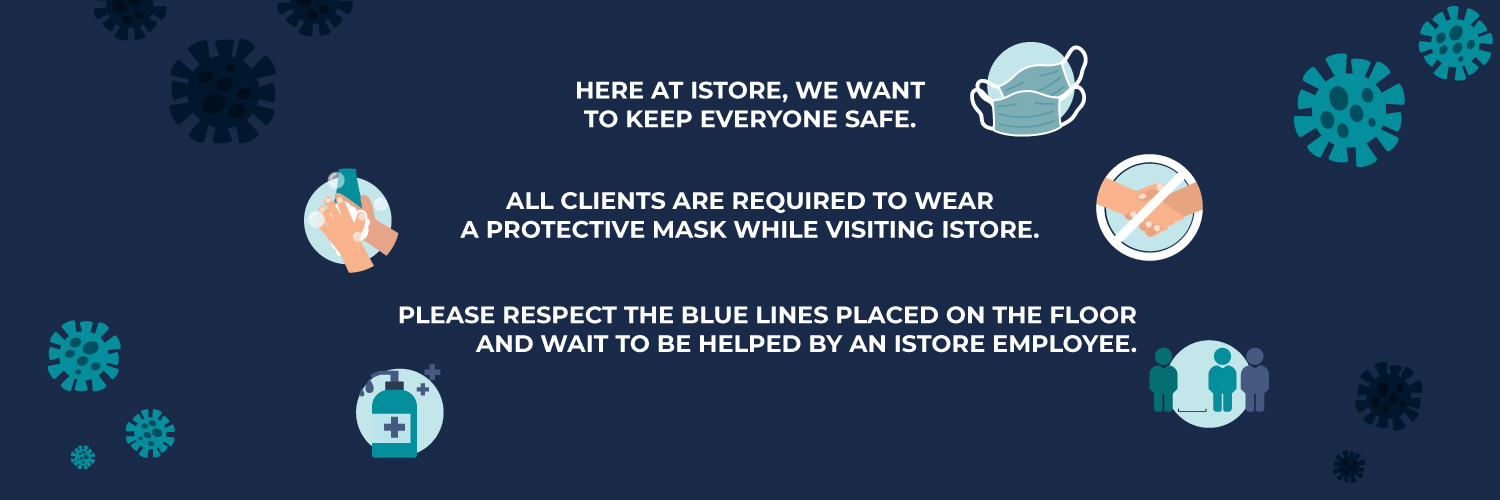 HERE AT ISTORE, WE WANT
TO KEEP EVERYONE SAFE.
ALL CLIENTS ARE REQUIRED TO WEAR
A PROTECTIVE MASK WHILE VISITING ISTORE.
PLEASE RESPECT THE BLUE LINES PLACED ON THE FLOOR
AND WAIT TO BE HELPED BY AN ISTORE EMPLOYEE.